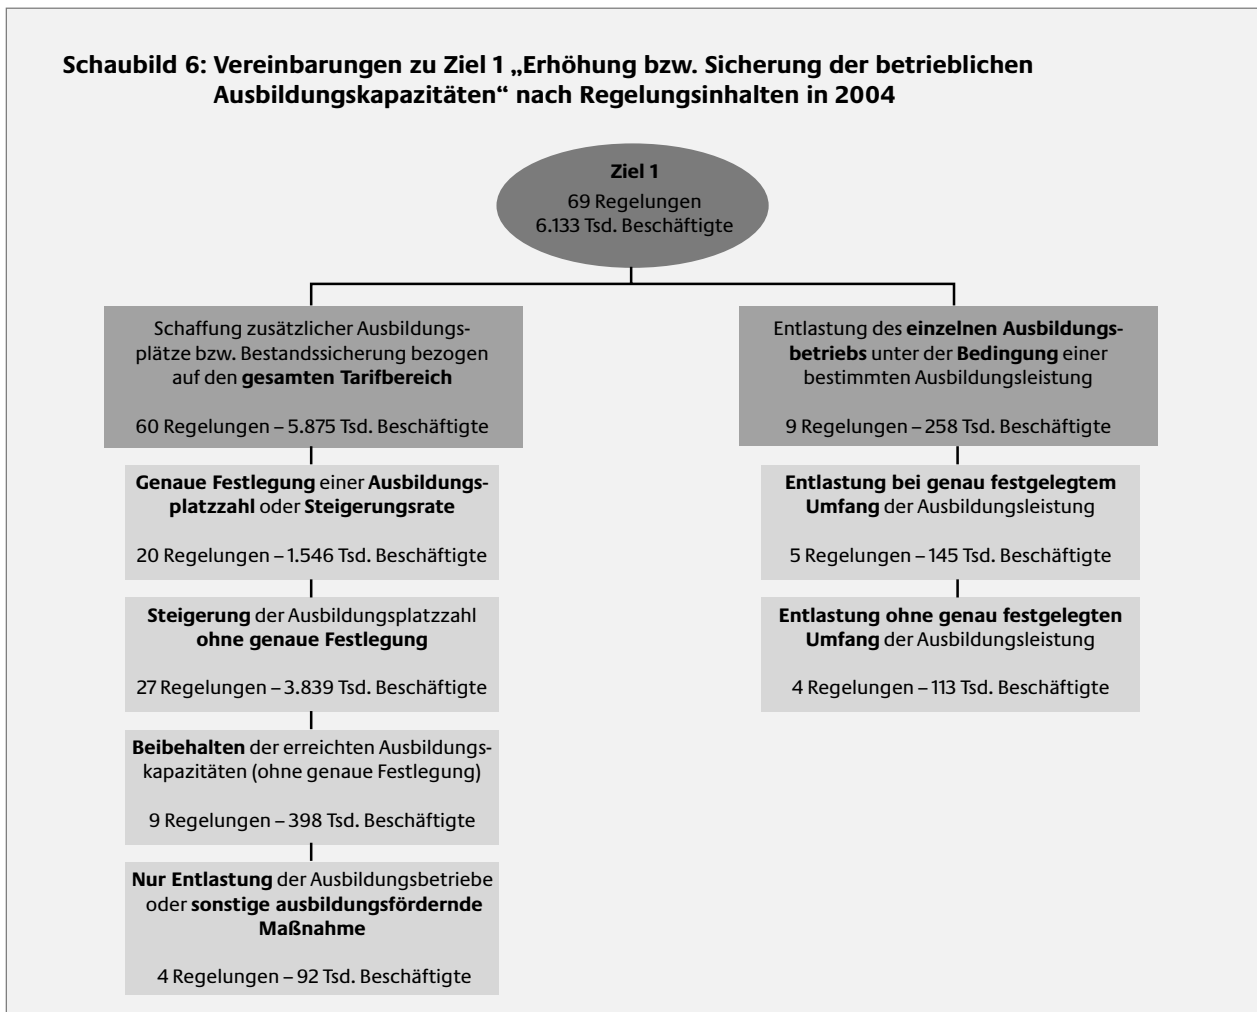 Schaubild 6: Vereinbarungen zu Ziel 1 „Erhöhung bzw. Sicherung der betrieblichen
Ausbildungskapazitäten“ nach Regelungsinhalten in 2004
Ziel 1
69 Regelungen
6.133 Tsd. Beschäftigte
Schaffung zusätzlicher Ausbildungs-
plätze bzw. Bestandssicherung bezogen
auf den gesamten Tarifbereich
60 Regelungen – 5.875 Tsd. Beschäftigte
Genaue Festlegung einer Ausbildungs-
platzzahl oder Steigerungsrate
20 Regelungen – 1.546 Tsd. Beschäftigte
Steigerung der Ausbildungsplatzzahl
ohne genaue Festlegung
27 Regelungen – 3.839 Tsd. Beschäftigte
Beibehalten der erreichten Ausbildungs-
kapazitäten (ohne genaue Festlegung)
9 Regelungen – 398 Tsd. Beschäftigte
Nur Entlastung der Ausbildungsbetriebe
oder sonstige ausbildungsfördernde
Maßnahme
4 Regelungen – 92 Tsd. Beschäftigte
Entlastung des einzelnen Ausbildungs-
betriebs unter der Bedingung einer
bestimmten Ausbildungsleistung
9 Regelungen – 258 Tsd. Beschäftigte
Entlastung bei genau festgelegtem
Umfang der Ausbildungsleistung
5 Regelungen – 145 Tsd. Beschäftigte
Entlastung ohne genau festgelegten
Umfang der Ausbildungsleistung
4 Regelungen – 113 Tsd. Beschäftigte